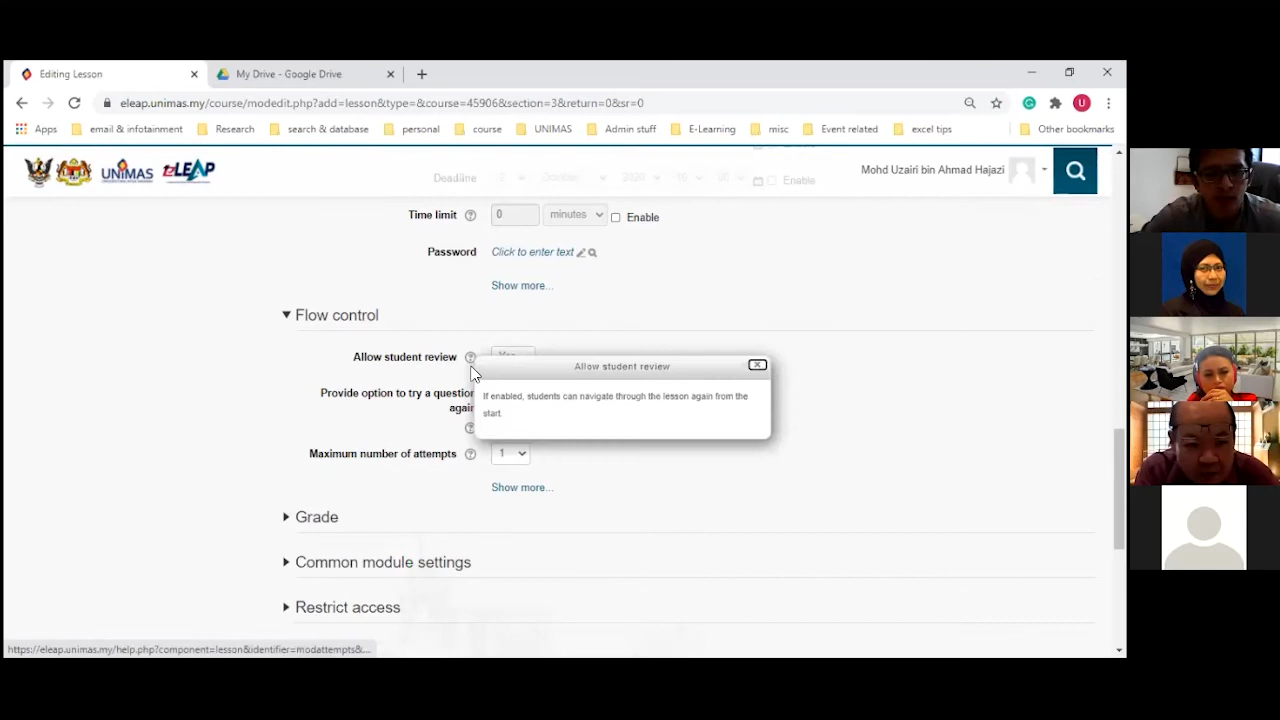 Editing Lesson
My Drive - Google Drive
eleap.unimas.my/course/modedit.php?add=lesson&type=&course=45906&section=3&return=0&sr=0
Apps email & infotainment Research search & database personal course UNIMAS Admin stuff E-Learning misc Event related excel tips Other bookmarks
UNIMAS eLEAP Mohd Uzairi bin Ahmad Hajazi
Deadline October 2020 Enable
Time limit 0 minutes Enable
Password Click to enter text
Show more...
Flow control
Allow student review Yes
Allow student review
If enabled, students can navigate through the lesson again from the
start.
Provide option to try a question
again
Maximum number of attempts 1
Show more...
Grade
Common module settings
Restrict access
https://eleap.unimas.my/help.php?component=lesson&identifier=modattempts&...